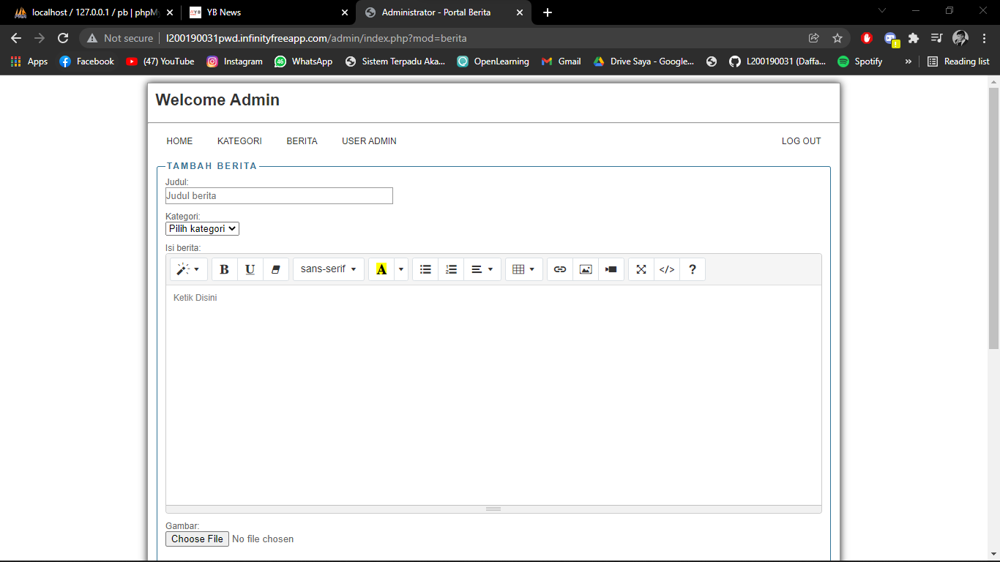 localhost / 127.0.0.1 / pb | phpMy
YB News
Administrator - Portal Berita
Not secure
l200190031pwd.infinityfreeapp.com/admin/index.php?mod=berita
Apps
Facebook
(47) YouTube
Instagram
46
WhatsApp
Sistem Terpadu Aka...
OpenLearning
Gmail
Drive Saya - Google...
L200190031 (Daffa...
Spotify
»
Reading list
Welcome Admin
HOME KATEGORI BERITA USER ADMIN LOG OUT
TAMBAH BERITA
Judul:
Judul berita
Kategori:
Pilih kategori
Isi berita:
B U sans-serif A </> ?
Ketik Disini
Gambar:
Choose File No file chosen